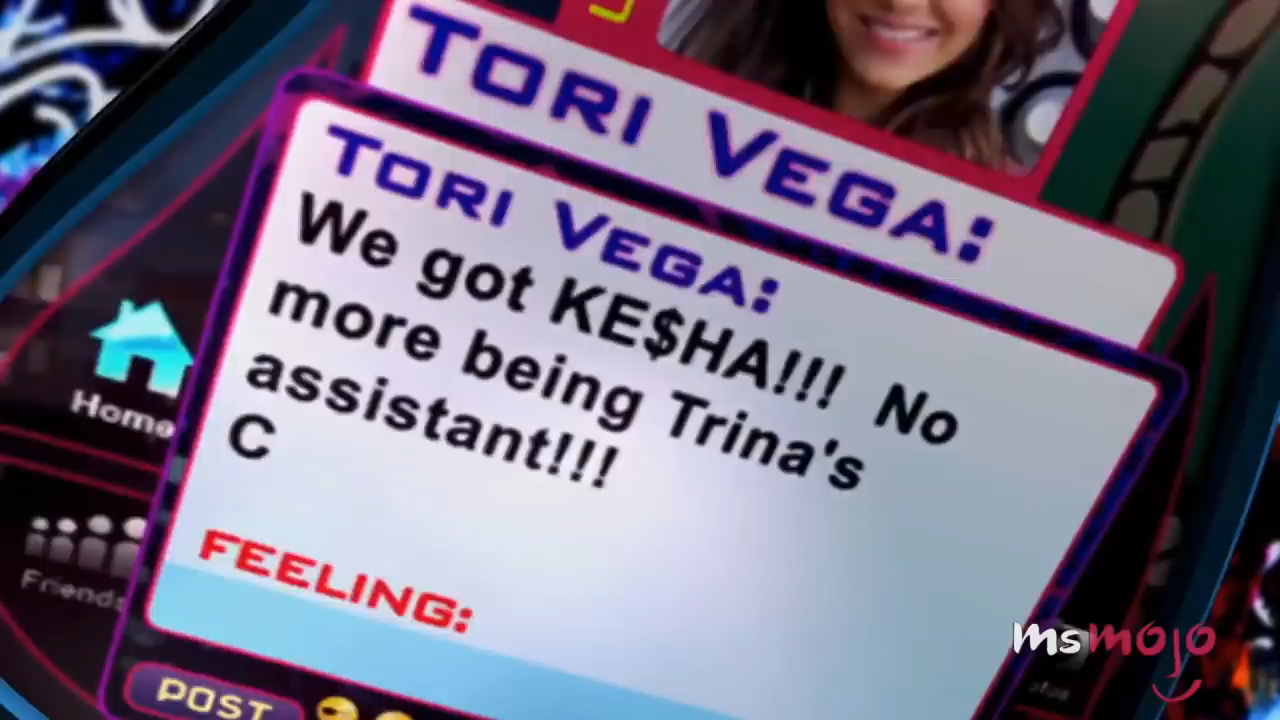 TORI VEGA:
TORI VEGA:
We got KE$HA!!! No
more being Trina's
assistant!!!
C
FEELING:
POST
Home
Friends
msmojo